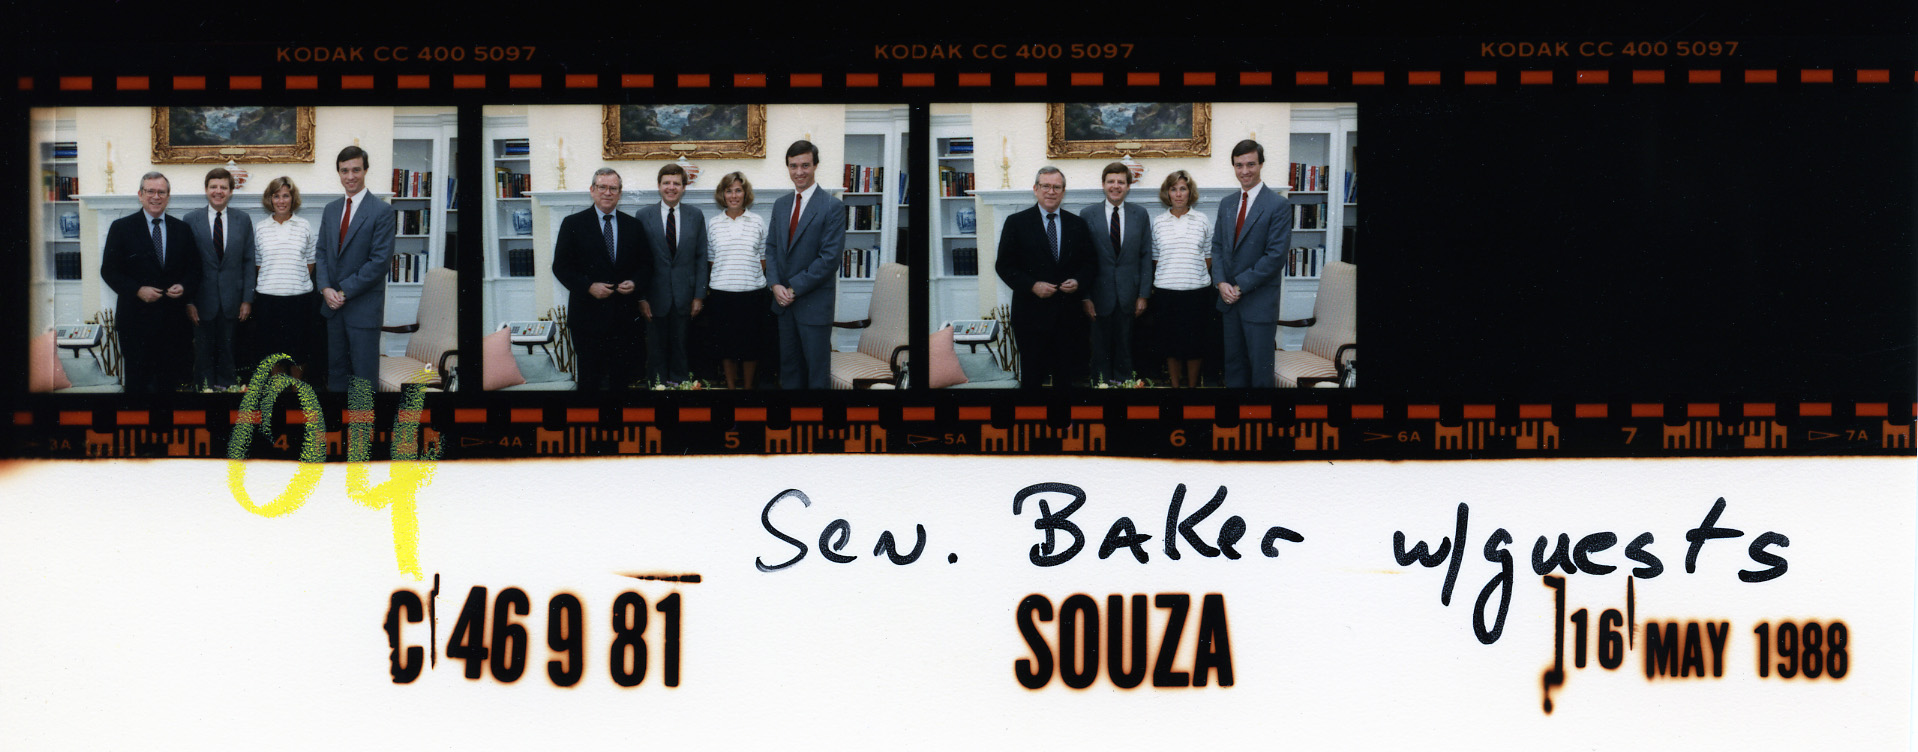 KODAK CC 400 5097 KODAK CC 400 5097 KODAK CC 400 5097
3A 4 4A 5 5A 6 6A 7 7A
04
Sen. Baker w/guests
C46981 SOUZA 16 MAY 1988